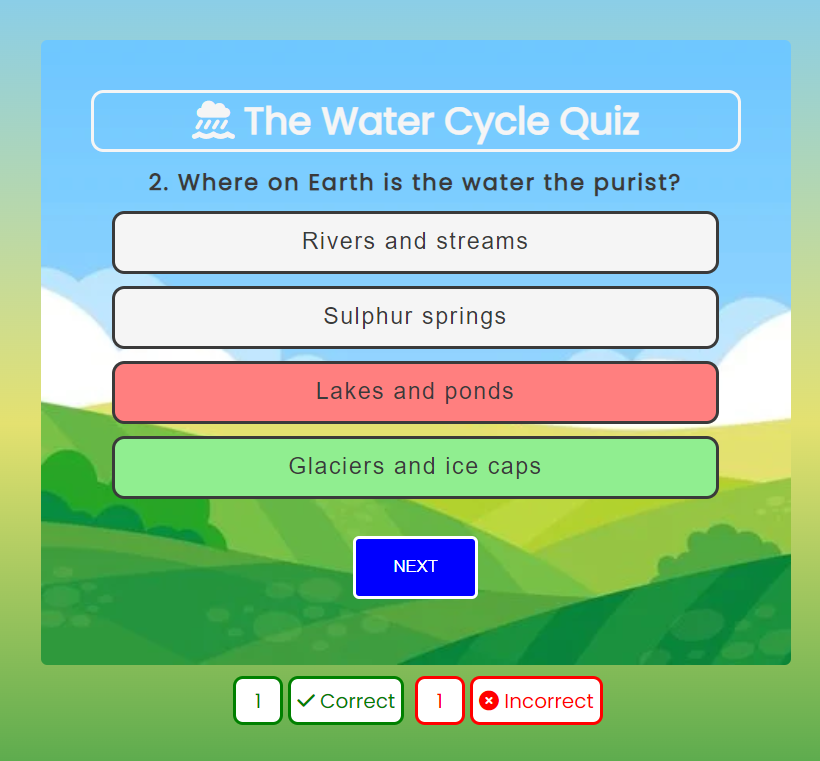 The Water Cycle Quiz
2. Where on Earth is the water the purist?
Rivers and streams
Sulphur springs
Lakes and ponds
Glaciers and ice caps
NEXT
1 Correct 1 Incorrect